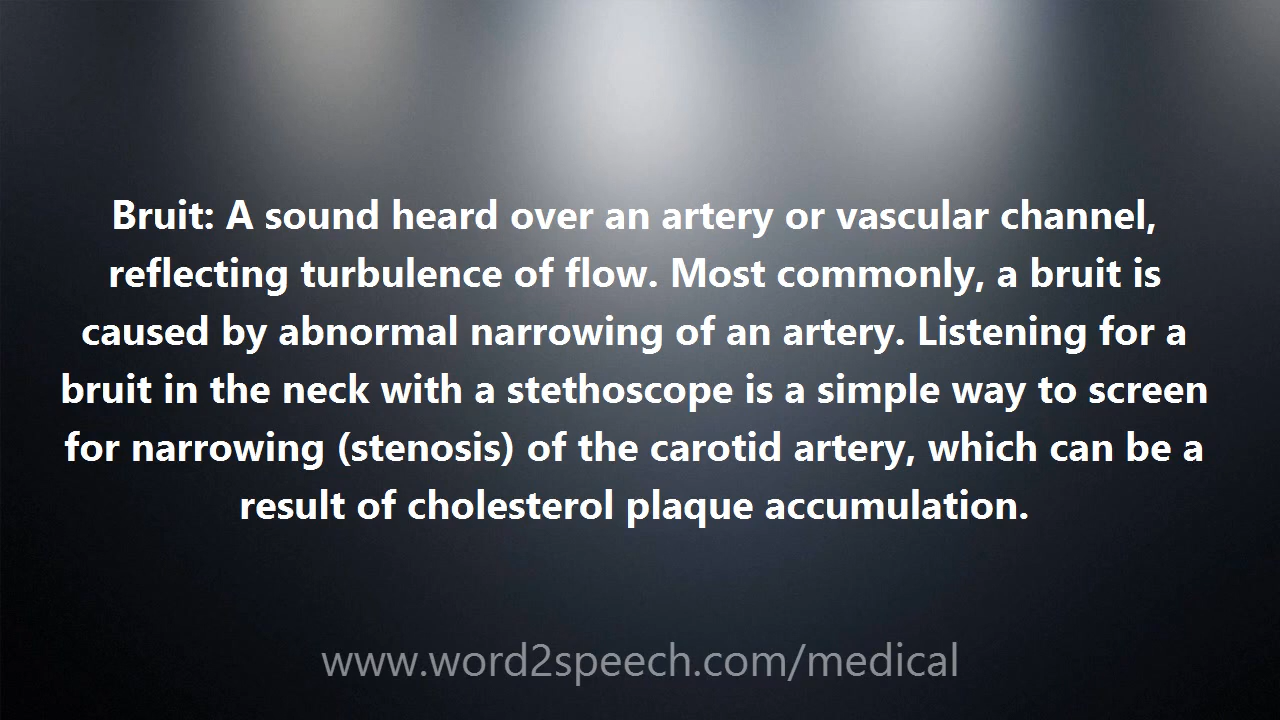 Bruit: A sound heard over an artery or vascular channel,
reflecting turbulence of flow. Most commonly, a bruit is
caused by abnormal narrowing of an artery. Listening for a
bruit in the neck with a stethoscope is a simple way to screen
for narrowing (stenosis) of the carotid artery, which can be a
result of cholesterol plaque accumulation.
www.word2speech.com/medical